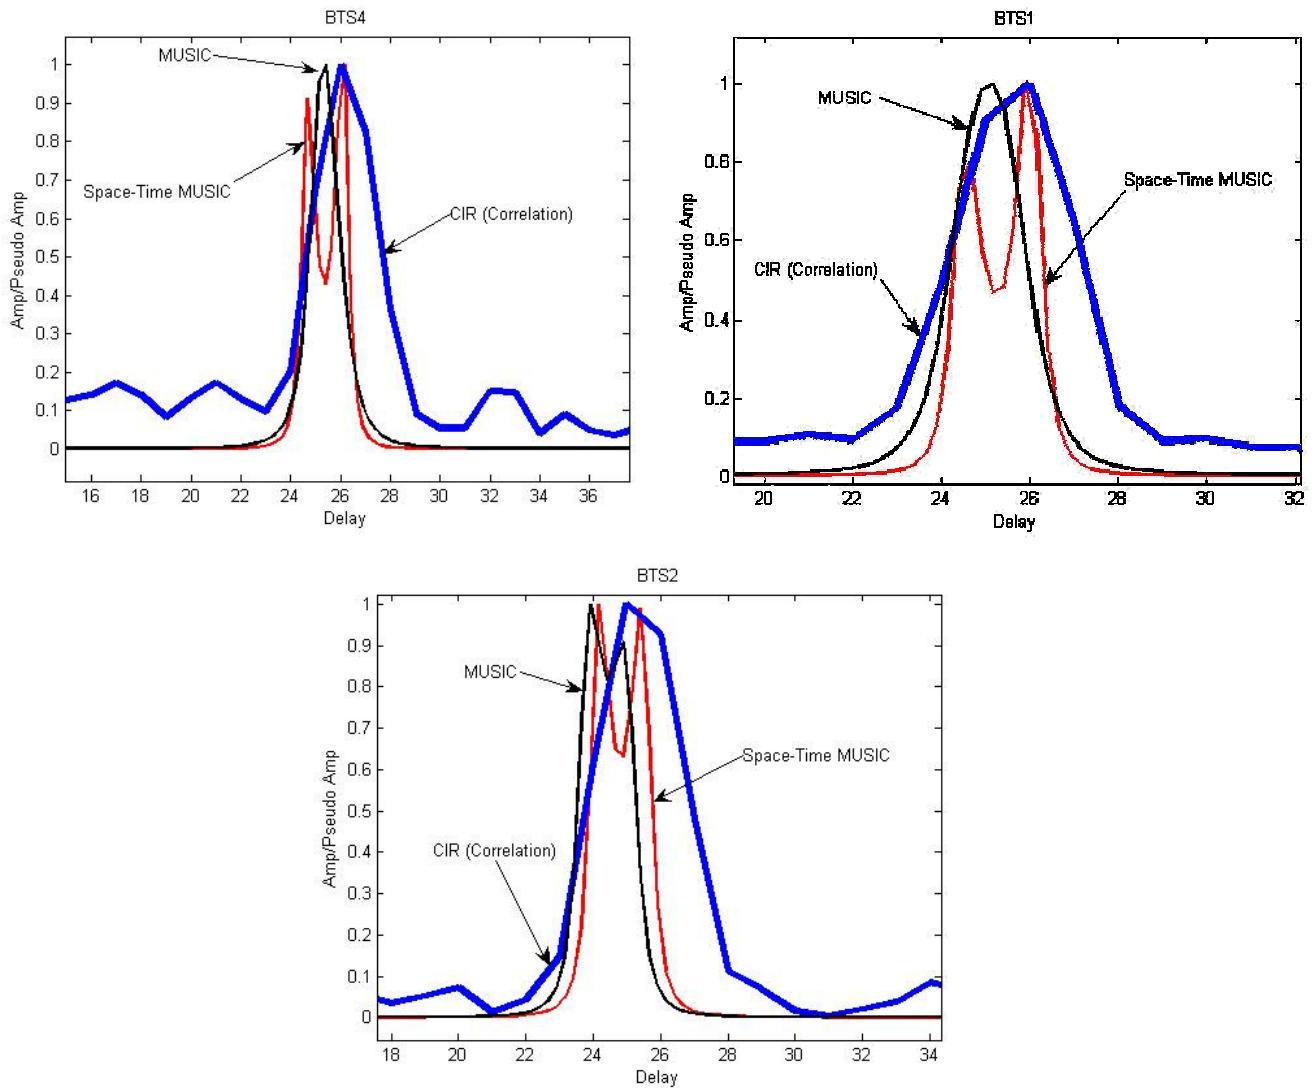 BTS4
MUSIC
Space-Time MUSIC
CIR (Correlation)
Amp/Pseudo Amp
1
0.9
0.8
0.7
0.6
0.5
0.4
0.3
0.2
0.1
0
16 18 20 22 24 26 28 30 32 34 36
Delay
BTS1
MUSIC
Space-Time MUSIC
CIR (Correlation)
Amp/Pseudo Amp
1
0.8
0.6
0.4
0.2
0
20 22 24 26 28 30 32
Delay
BTS2
MUSIC
Space-Time MUSIC
CIR (Correlation)
Amp/Pseudo Amp
1
0.9
0.8
0.7
0.6
0.5
0.4
0.3
0.2
0.1
0
18 20 22 24 26 28 30 32 34
Delay